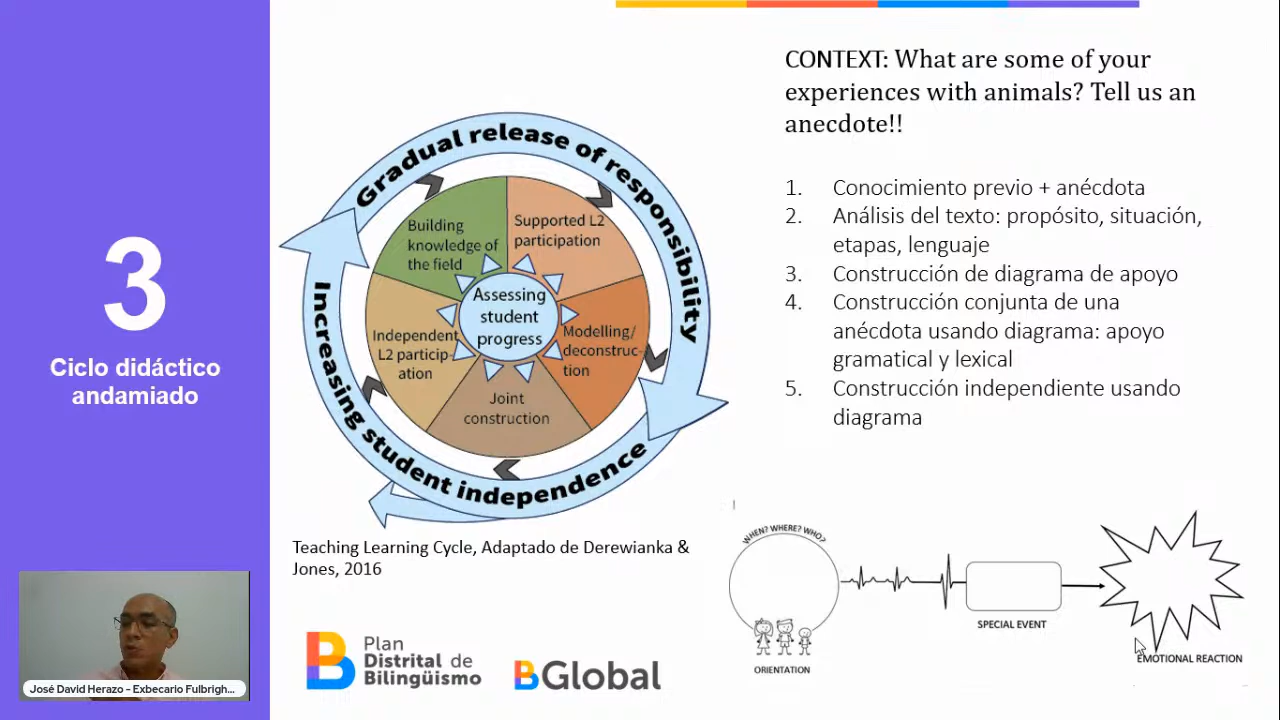 3
Ciclo didáctico
andamiado
José David Herazo - Exbecario Fulbrigh...
Gradual release of responsibility
Increasing student independence
Building
knowledge of
the field
Supported L2
participation
Assessing
student
progress
Independent
L2 particip-
ation
Modelling/
deconstruc-
tion
Joint
construction
Teaching Learning Cycle, Adaptado de Derewianka &
Jones, 2016
Plan
Distrital de
Bilingüismo
BGlobal
CONTEXT: What are some of your
experiences with animals? Tell us an
anecdote!!
1. Conocimiento previo + anécdota
2. Análisis del texto: propósito, situación,
etapas, lenguaje
3. Construcción de diagrama de apoyo
4. Construcción conjunta de una
anécdota usando diagrama: apoyo
gramatical y lexical
5. Construcción independiente usando
diagrama
WHEN? WHERE? WHO?
ORIENTATION
SPECIAL EVENT
EMOTIONAL REACTION